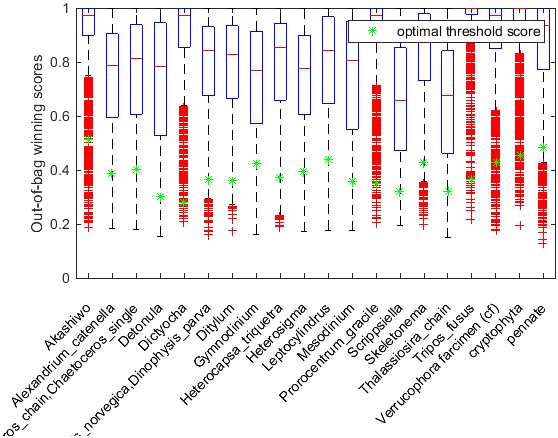 optimal threshold score
Out-of-bag winning scores
1
0.8
0.6
0.4
0.2
0
Akashiwo
Alexandrium_catenella
ros_chain,Chaetoceros_single
Detonula
Dictyocha
s_norvegica,Dinophysis_parva
Ditylum
Gymnodinium
Heterocapsa_triquetra
Heterosigma
Leptocylindrus
Mesodinium
Prorocentrum_gracile
Scrippsiella
Skeletonema
Thalassiosira_chain
Tripos_fusus
Verrucophora farcimen (cf)
cryptophyta
pennate